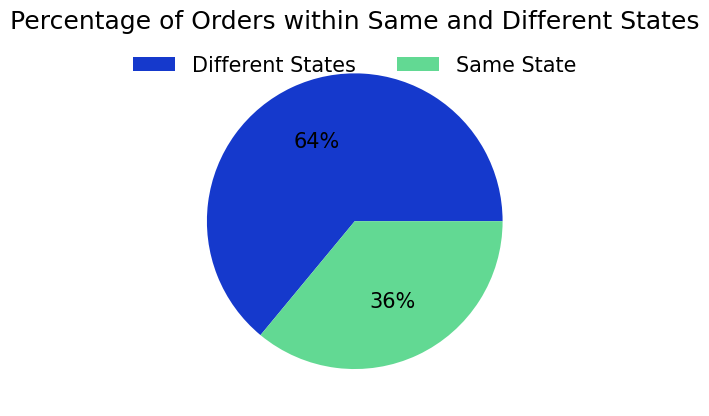 Percentage of Orders within Same and Different States
Different States Same State
64%
36%